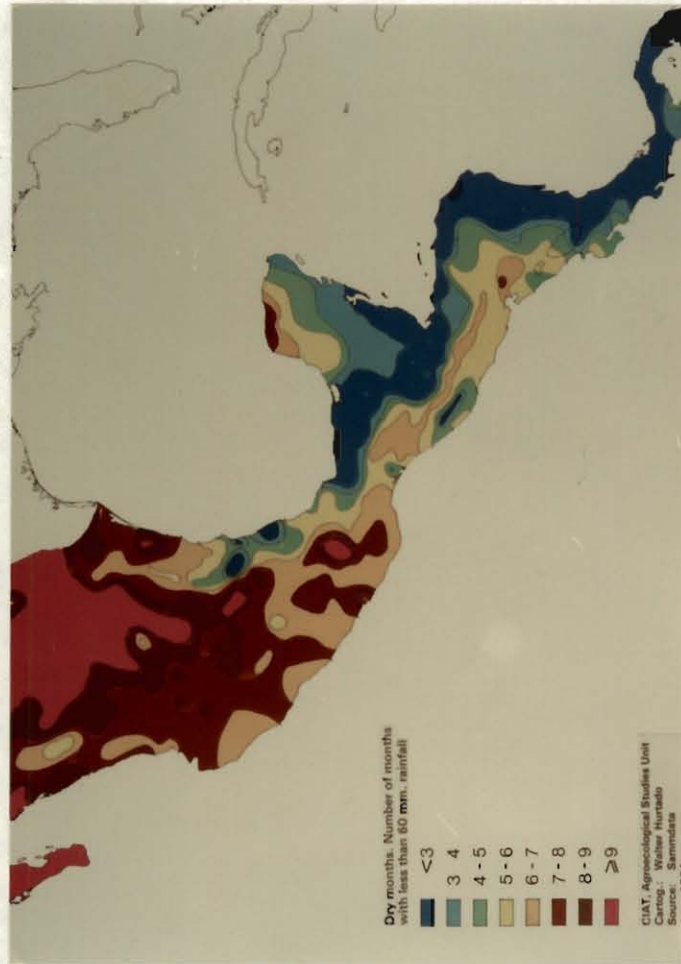 Dry months. Number of months
with less than 60 mm. rainfall
<3
3 4
4 - 5
5 - 6
6 - 7
7 - 8
8 - 9
⩾9
CIAT, Agroecological Studies Unit
Cartog.: Walter Hurtado
Source: Sammdata